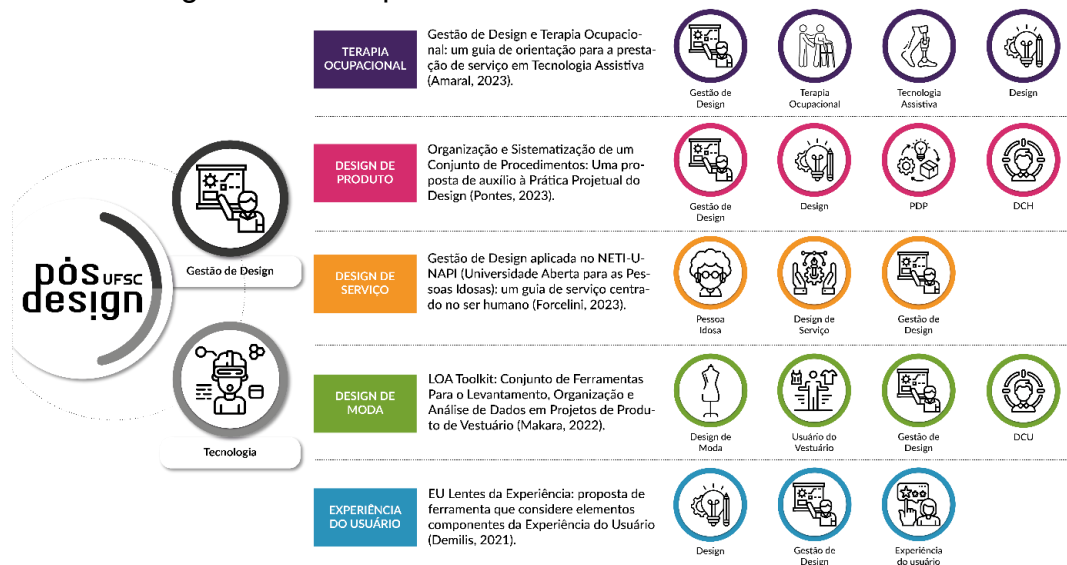 TERAPIA
OCUPACIONAL
Gestão de Design e Terapia Ocupacio-
nal: um guia de orientação para a presta-
ção de serviço em Tecnologia Assistiva
(Amaral, 2023).
Gestão de
Design
Terapia
Ocupacional
Tecnologia
Assistiva
Design
DESIGN DE
PRODUTO
Organização e Sistematização de um
Conjunto de Procedimentos: Uma pro-
posta de auxílio à Prática Projetual do
Design (Pontes, 2023).
Gestão de
Design
Design
PDP
DCH
pós UFSC
design
Gestão de Design
Tecnologia
DESIGN DE
SERVIÇO
Gestão de Design aplicada no NETI-U-
NAPI (Universidade Aberta para as Pes-
soas Idosas): um guia de serviço centra-
do no ser humano (Forcelini, 2023).
Pessoa
Idosa
Design de
Serviço
Gestão de
Design
DESIGN DE
MODA
LOA Toolkit: Conjunto de Ferramentas
Para o Levantamento, Organização e
Análise de Dados em Projetos de Produ-
to de Vestuário (Makara, 2022).
Design de
Moda
Usuário do
Vestuário
Gestão de
Design
DCU
EXPERIÊNCIA
DO USUÁRIO
EU Lentes da Experiência: proposta de
ferramenta que considere elementos
componentes da Experiência do Usuário
(Demilis, 2021).
Design
Gestão de
Design
Experiência
do usuário